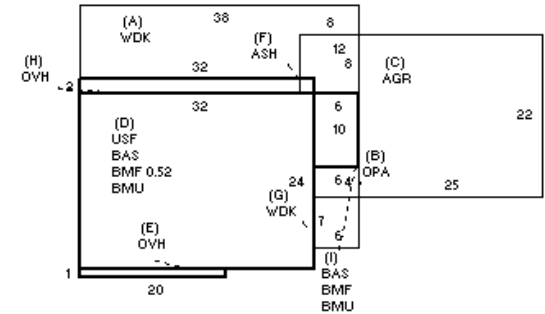 38
8
(A)
WDK
(F)
ASH
12
8
(C)
AGR
(H)
OVH
32
2
32
6
10
22
(D)
USF
BAS
BMF 0.52
BMU
(B)
OPA
24
6
4
25
(G)
WDK
7
(E)
OVH
6
(I)
BAS
BMF
BMU
1
20